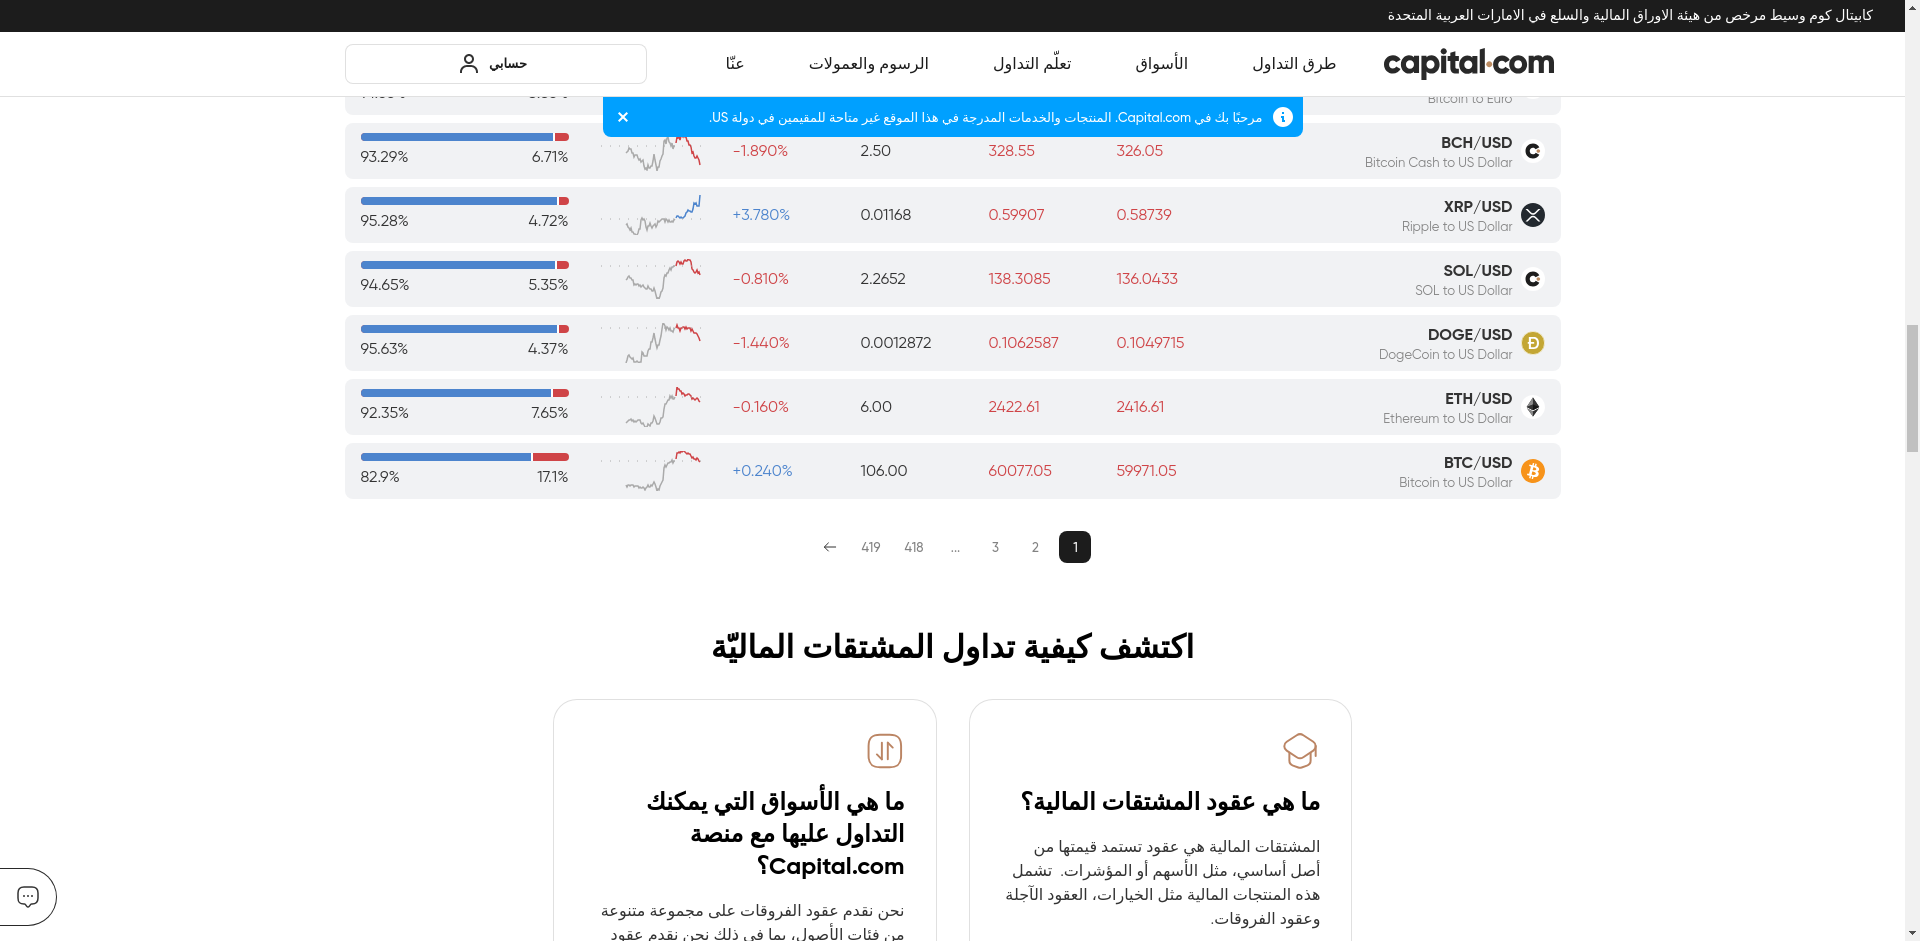 كابيتال كوم وسيط مرخص من هيئة الاوراق المالية والسلع في الامارات العربية المتحدة
capital.com
طرق التداول
الأسواق
تعلّم التداول
الرسوم والعمولات
عنّا
حسابي
مرحبًا بك في Capital.com. المنتجات والخدمات المدرجة في هذا الموقع غير متاحة للمقيمين في دولة US.
Bitcoin to Euro
BCH/USD
Bitcoin Cash to US Dollar
326.05
328.55
2.50
-1.890%
6.71%
93.29%
XRP/USD
Ripple to US Dollar
0.58739
0.59907
0.01168
+3.780%
4.72%
95.28%
SOL/USD
SOL to US Dollar
136.0433
138.3085
2.2652
-0.810%
5.35%
94.65%
DOGE/USD
DogeCoin to US Dollar
0.1049715
0.1062587
0.0012872
-1.440%
4.37%
95.63%
ETH/USD
Ethereum to US Dollar
2416.61
2422.61
6.00
-0.160%
7.65%
92.35%
BTC/USD
Bitcoin to US Dollar
59971.05
60077.05
106.00
+0.240%
17.1%
82.9%
1
2
3
...
418
419
اكتشف كيفية تداول المشتقات الماليّة
ما هي عقود المشتقات المالية؟
المشتقات المالية هي عقود تستمد قيمتها من
أصل أساسي، مثل الأسهم أو المؤشرات. تشمل
هذه المنتجات المالية مثل الخيارات، العقود الآجلة
وعقود الفروقات.
ما هي الأسواق التي يمكنك
التداول عليها مع منصة
Capital.com؟
نحن نقدم عقود الفروقات على مجموعة متنوعة
من فئات الأصول، بما في ذلك نحن نقدم عقود